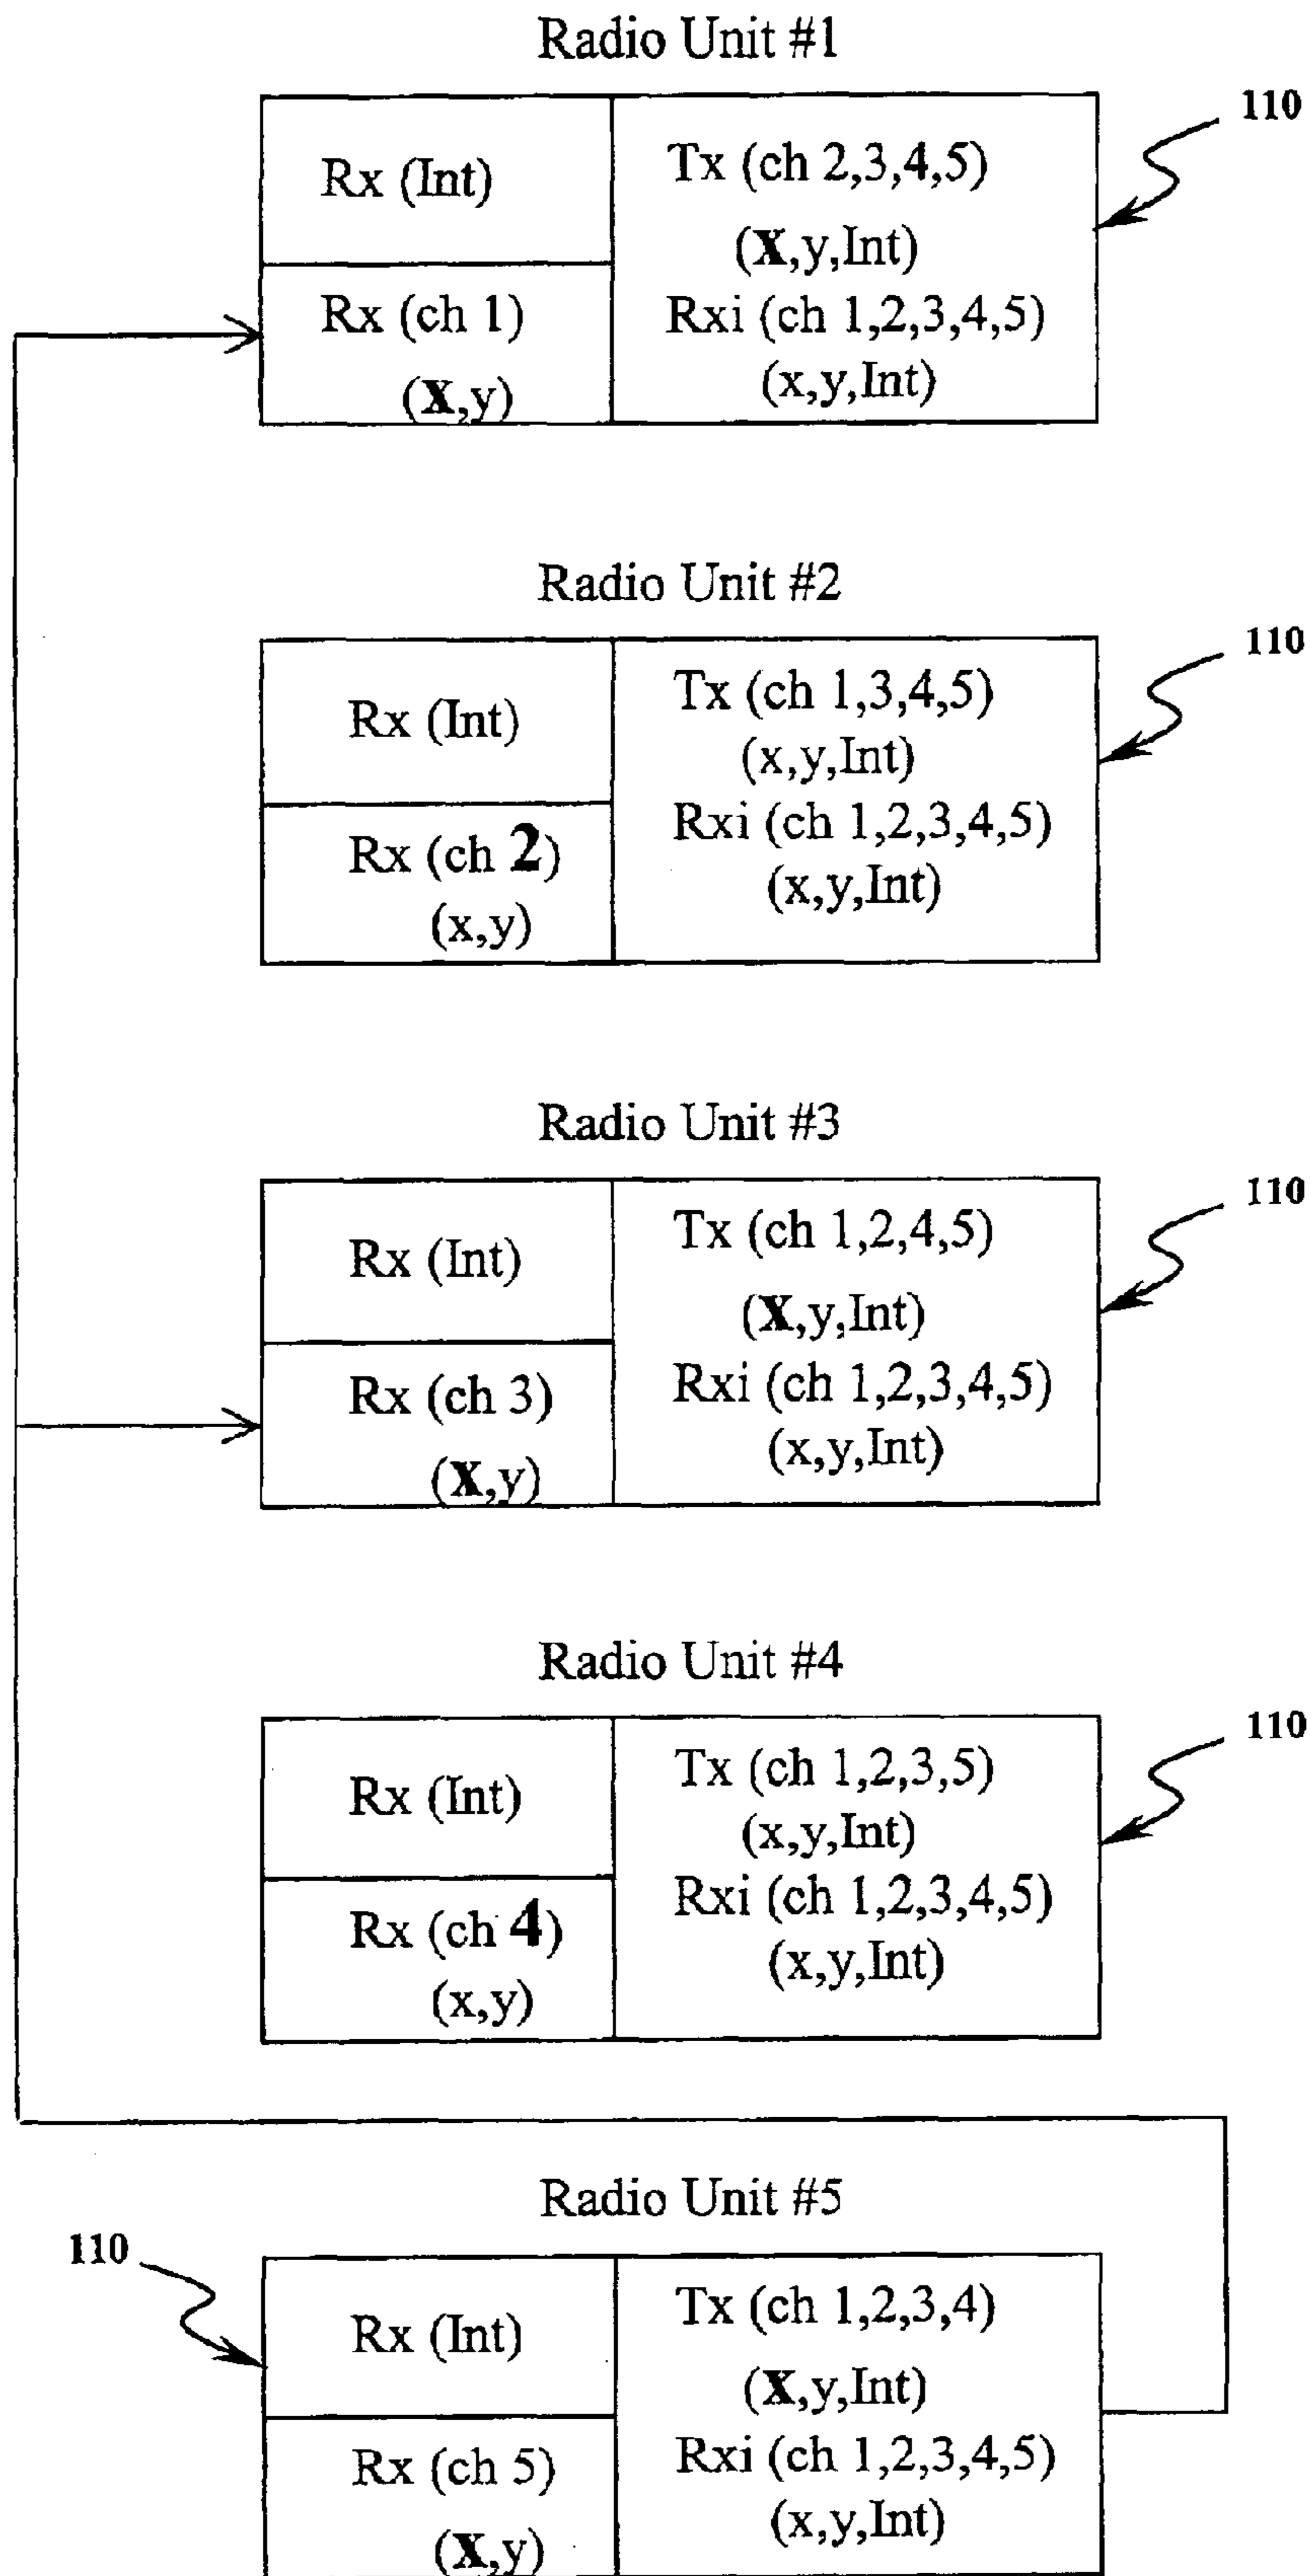 Radio Unit #1
110
Rx (Int)
Tx (ch 2,3,4,5)
(x,y,Int)
Rx (ch 1)
(x,y)
Rxi (ch 1,2,3,4,5)
(x,y,Int)
Radio Unit #2
110
Rx (Int)
Tx (ch 1,3,4,5)
(x,y,Int)
Rx (ch 2)
(x,y)
Rxi (ch 1,2,3,4,5)
(x,y,Int)
Radio Unit #3
110
Rx (Int)
Tx (ch 1,2,4,5)
(x,y,Int)
Rx (ch 3)
(x,y)
Rxi (ch 1,2,3,4,5)
(x,y,Int)
Radio Unit #4
110
Rx (Int)
Tx (ch 1,2,3,5)
(x,y,Int)
Rx (ch 4)
(x,y)
Rxi (ch 1,2,3,4,5)
(x,y,Int)
Radio Unit #5
110
Rx (Int)
Tx (ch 1,2,3,4)
(x,y,Int)
Rx (ch 5)
(x,y)
Rxi (ch 1,2,3,4,5)
(x,y,Int)